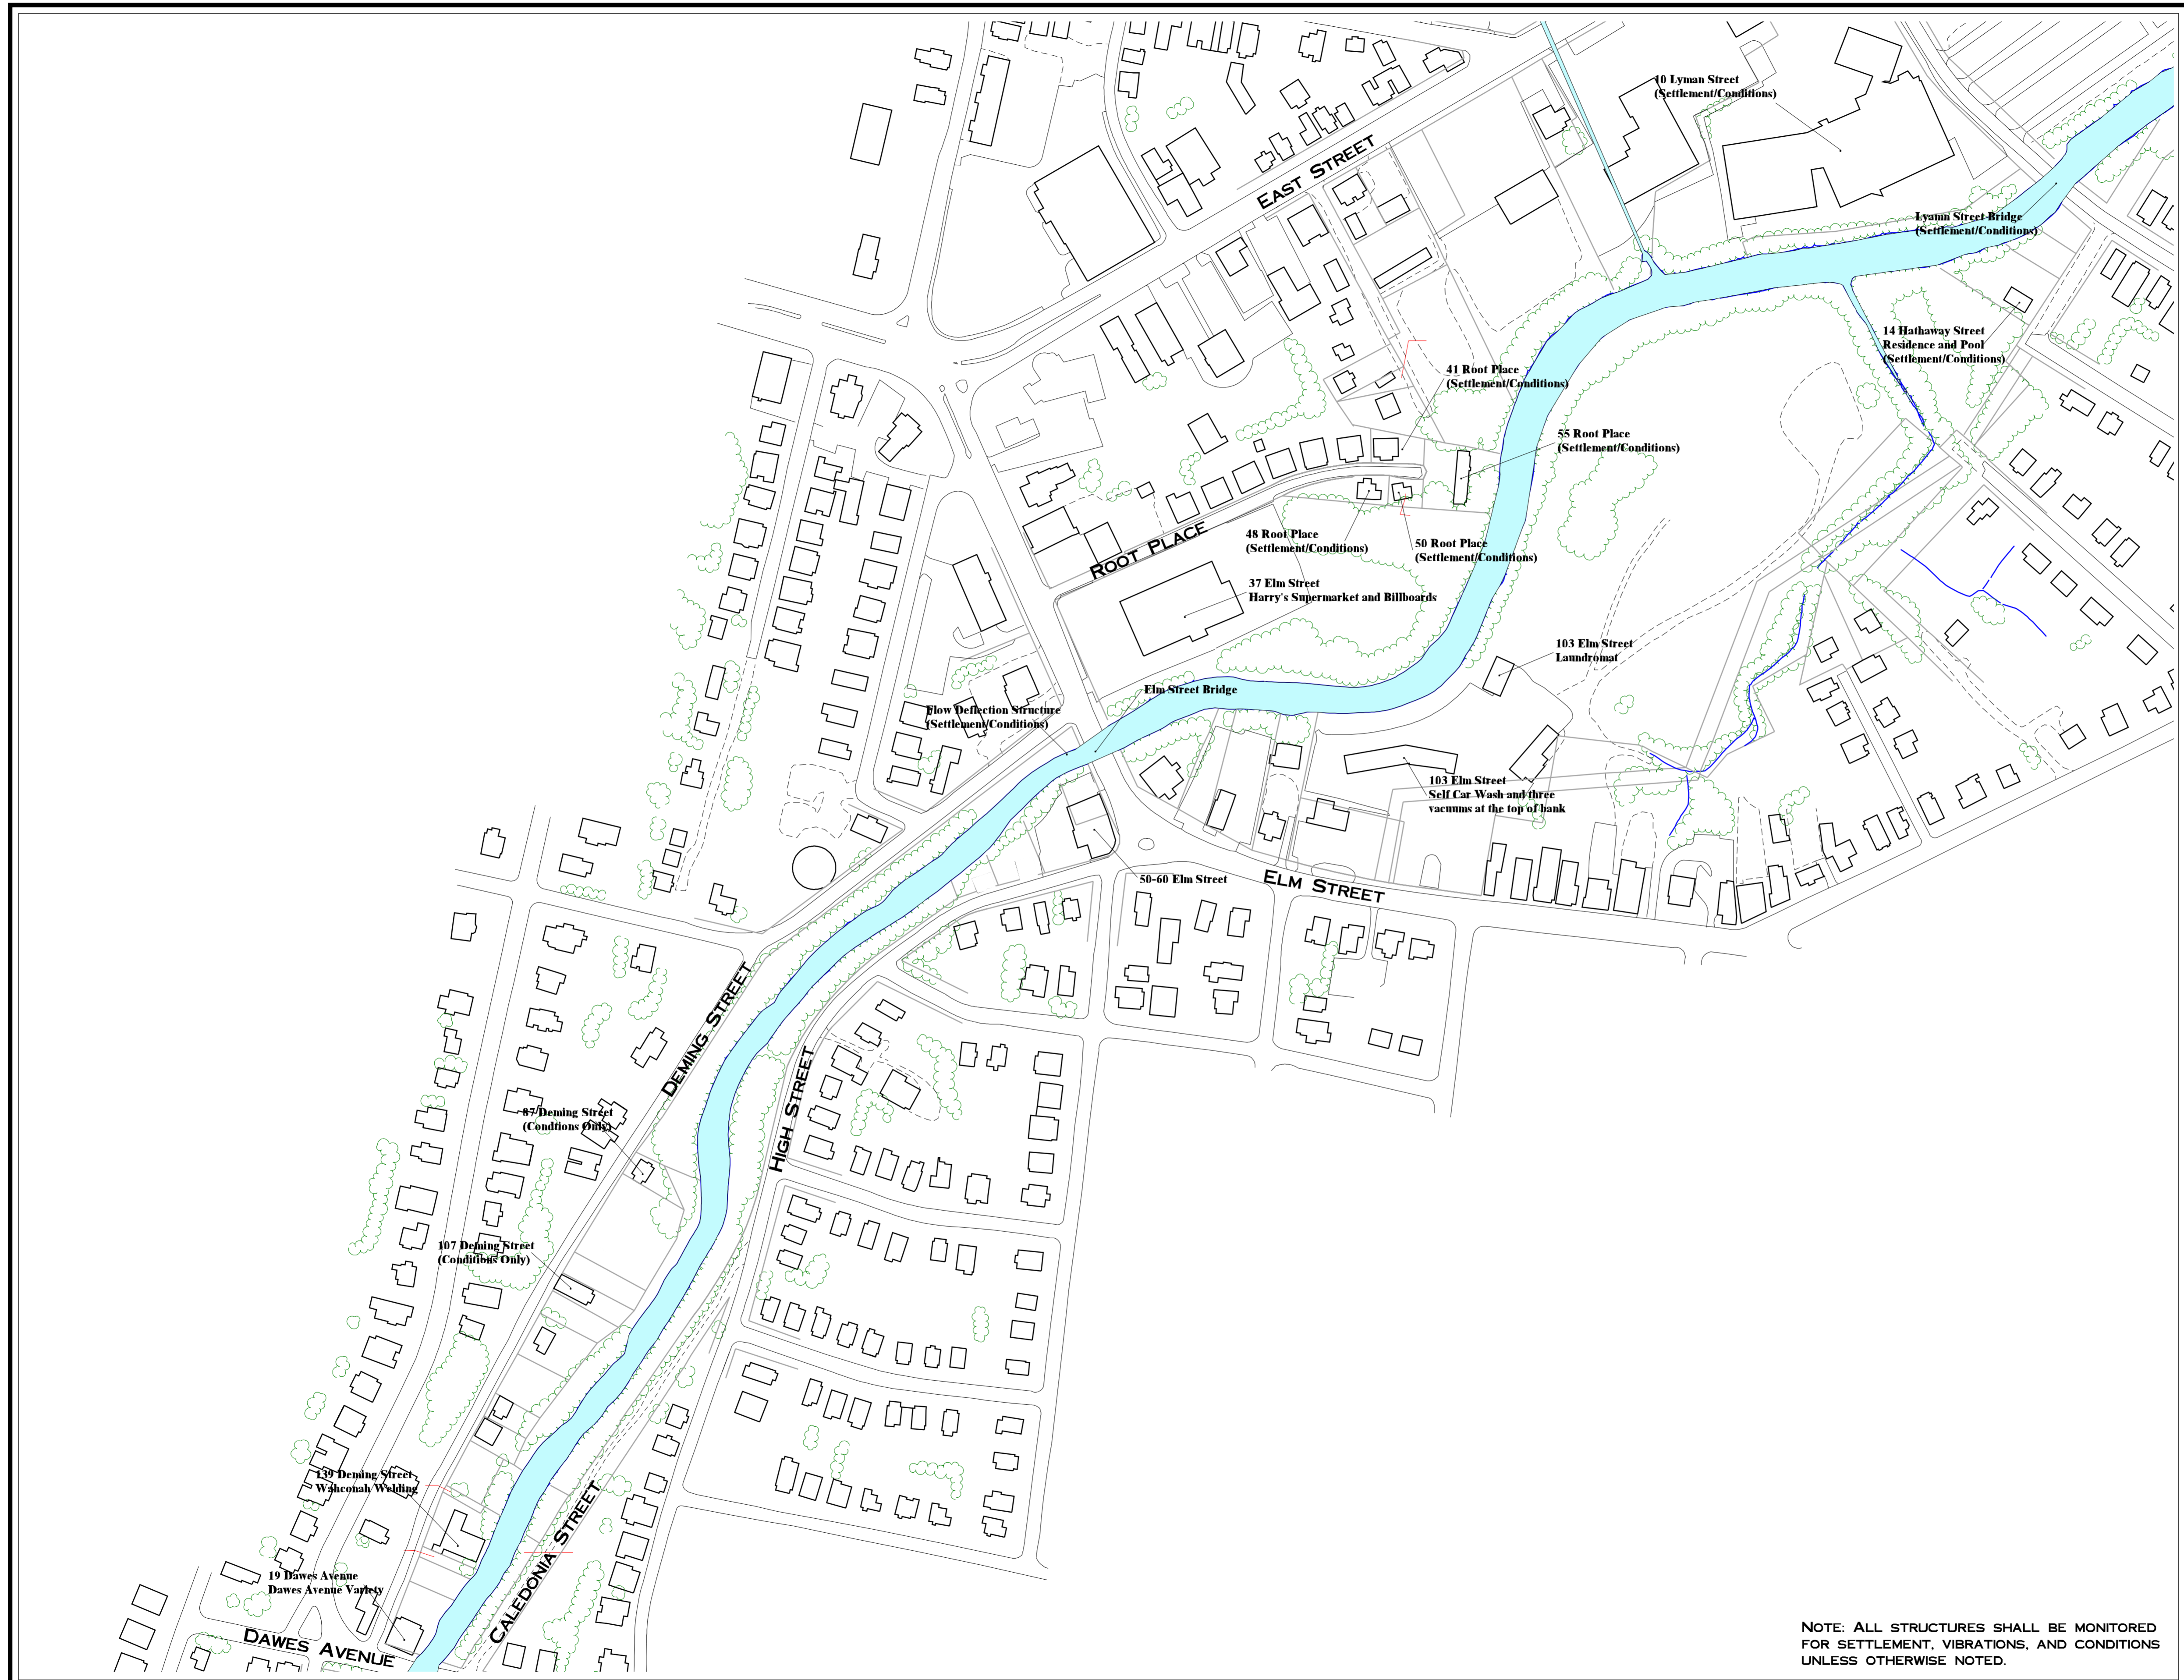 10 Lyman Street
(Settlement/Conditions)
EAST STREET
Lyamn Street Bridge
(Settlement/Conditions)
14 Hathaway Street
Residence and Pool
(Settlement/Conditions)
41 Root Place
(Settlement/Conditions)
55 Root Place
(Settlement/Conditions)
ROOT PLACE
48 Root Place
(Settlement/Conditions)
50 Root Place
(Settlement/Conditions)
37 Elm Street
Harry's Supermarket and Billboards
103 Elm Street
Laundromat
Elm Street Bridge
Flow Deflection Structure
(Settlement/Conditions)
103 Elm Street
Self Car Wash and three
vacuums at the top of bank
50-60 Elm Street
ELM STREET
DEMING STREET
HIGH STREET
87 Deming Street
(Condtions Only)
107 Deming Street
(Conditions Only)
139 Deming Street
Wahconah Welding
CALEDONIA STREET
19 Dawes Avenue
Dawes Avenue Variety
DAWES AVENUE
NOTE: ALL STRUCTURES SHALL BE MONITORED
FOR SETTLEMENT, VIBRATIONS, AND CONDITIONS
UNLESS OTHERWISE NOTED.